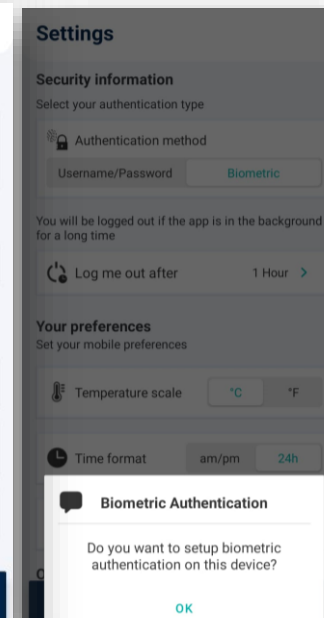 Settings
Security information
Select your authentication type
Authentication method
Username/Password Biometric
You will be logged out if the app is in the background
for a long time
Log me out after 1 Hour >
Your preferences
Set your mobile preferences
Temperature scale °C °F
Time format am/pm 24h
Biometric Authentication
Do you want to setup biometric
authentication on this device?
OK